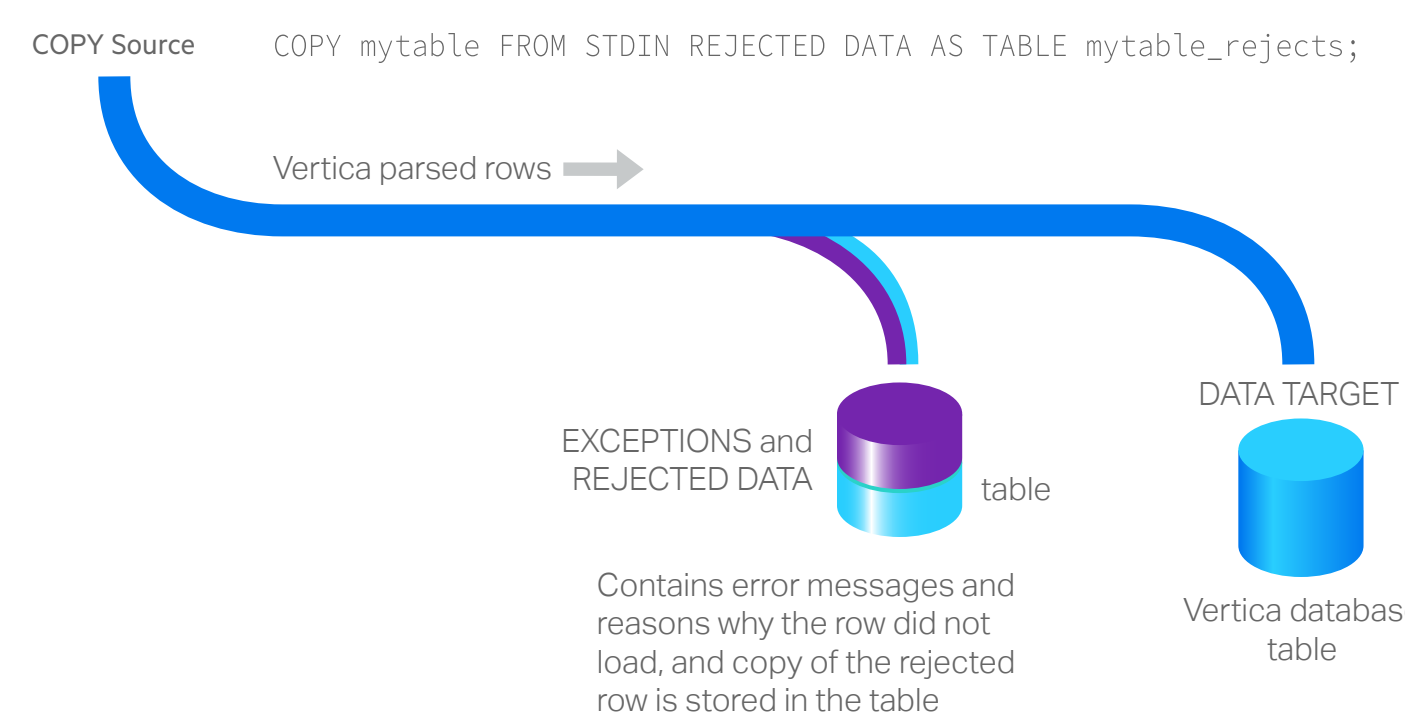 COPY Source
COPY mytable FROM STDIN REJECTED DATA AS TABLE mytable_rejects;
Vertica parsed rows
EXCEPTIONS and
REJECTED DATA
table
Contains error messages and
reasons why the row did not
load, and copy of the rejected
row is stored in the table
DATA TARGET
Vertica databas
table